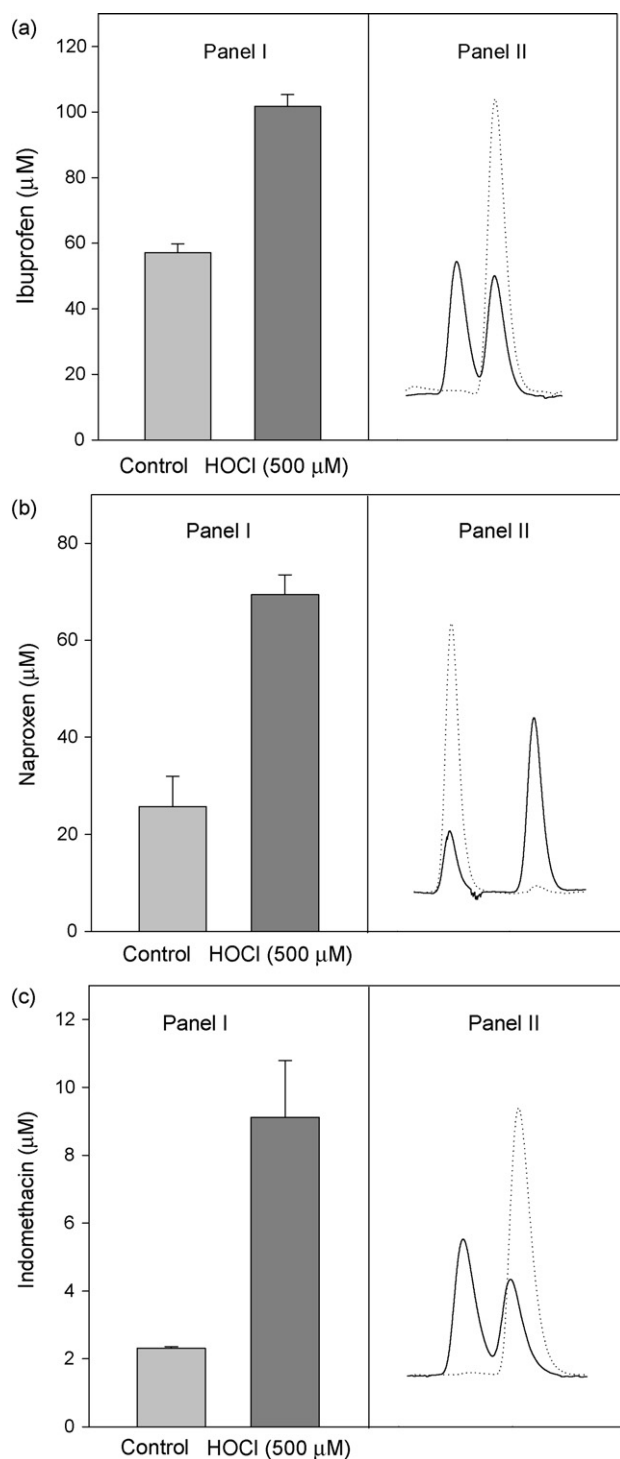 (a)
Panel I
Panel II
120
100
80
60
40
20
0
Ibuprofen (μM)
Control HOCl (500 μM)
(b)
Panel I
Panel II
80
60
40
20
0
Naproxen (μM)
Control HOCl (500 μM)
(c)
Panel I
Panel II
12
10
8
6
4
2
0
Indomethacin (μM)
Control HOCl (500 μM)